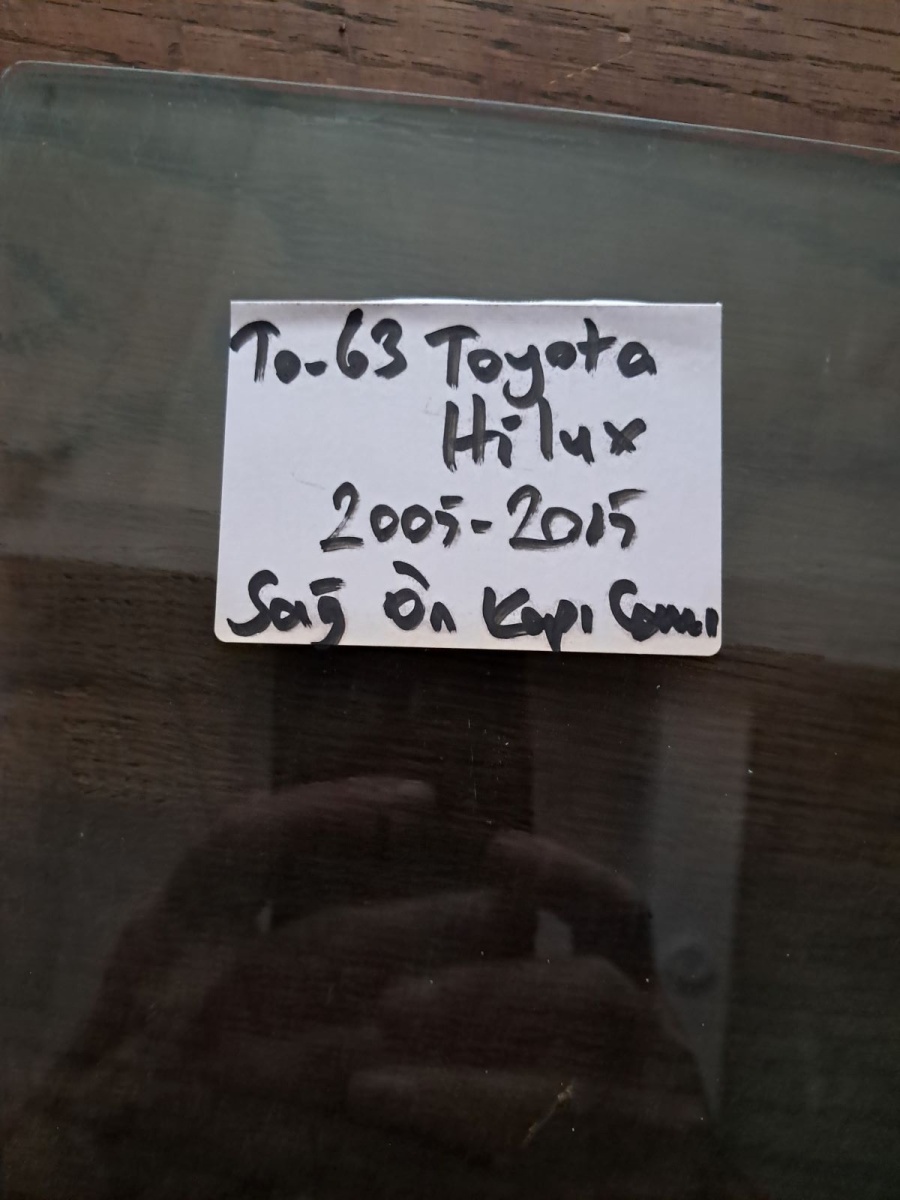 To-63 Toyota
Hilux
2005-2015
Sağ Ön Kapı Camı